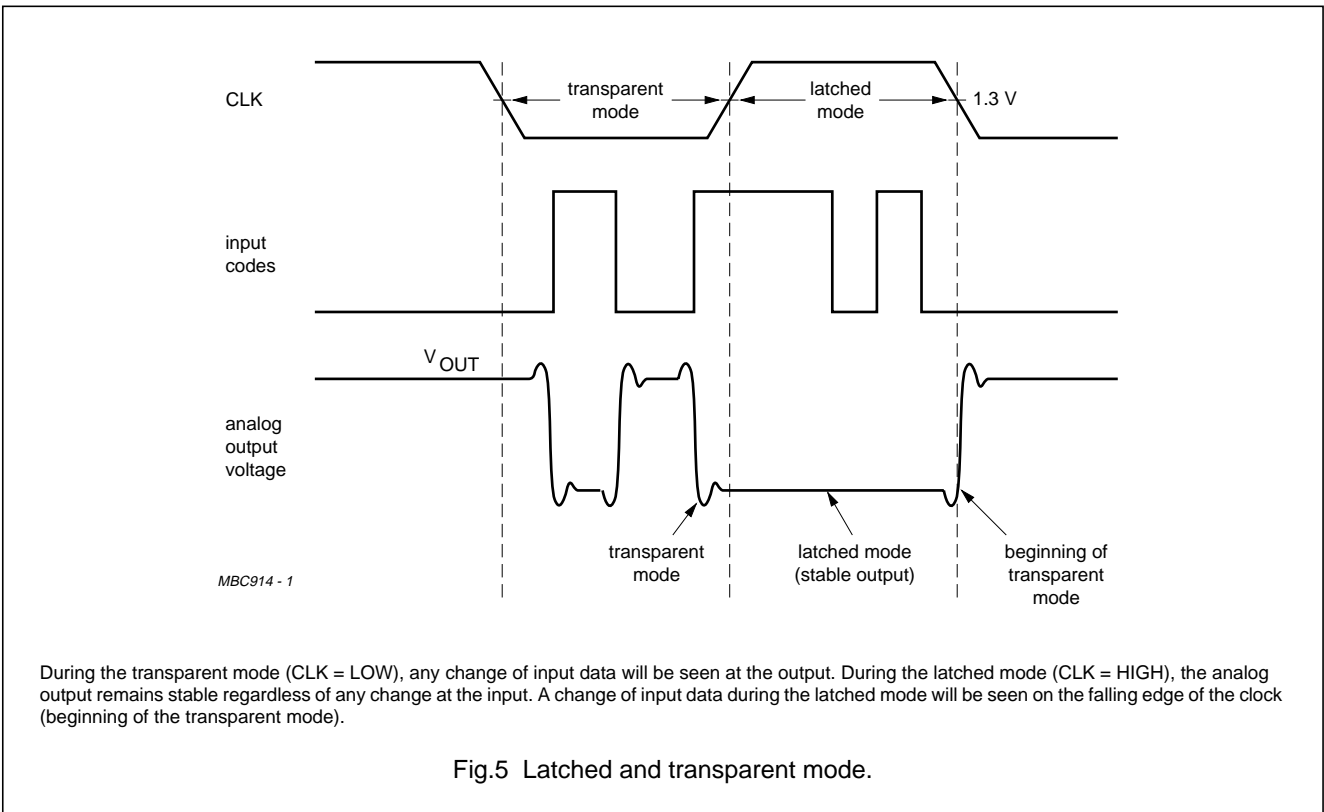 CLK
transparent
mode
latched
mode
1.3 V
input
codes
V OUT
analog
output
voltage
transparent
mode
latched mode
(stable output)
beginning of
transparent
mode
MBC914 - 1
During the transparent mode (CLK = LOW), any change of input data will be seen at the output. During the latched mode (CLK = HIGH), the analog
output remains stable regardless of any change at the input. A change of input data during the latched mode will be seen on the falling edge of the clock
(beginning of the transparent mode).
Fig.5 Latched and transparent mode.